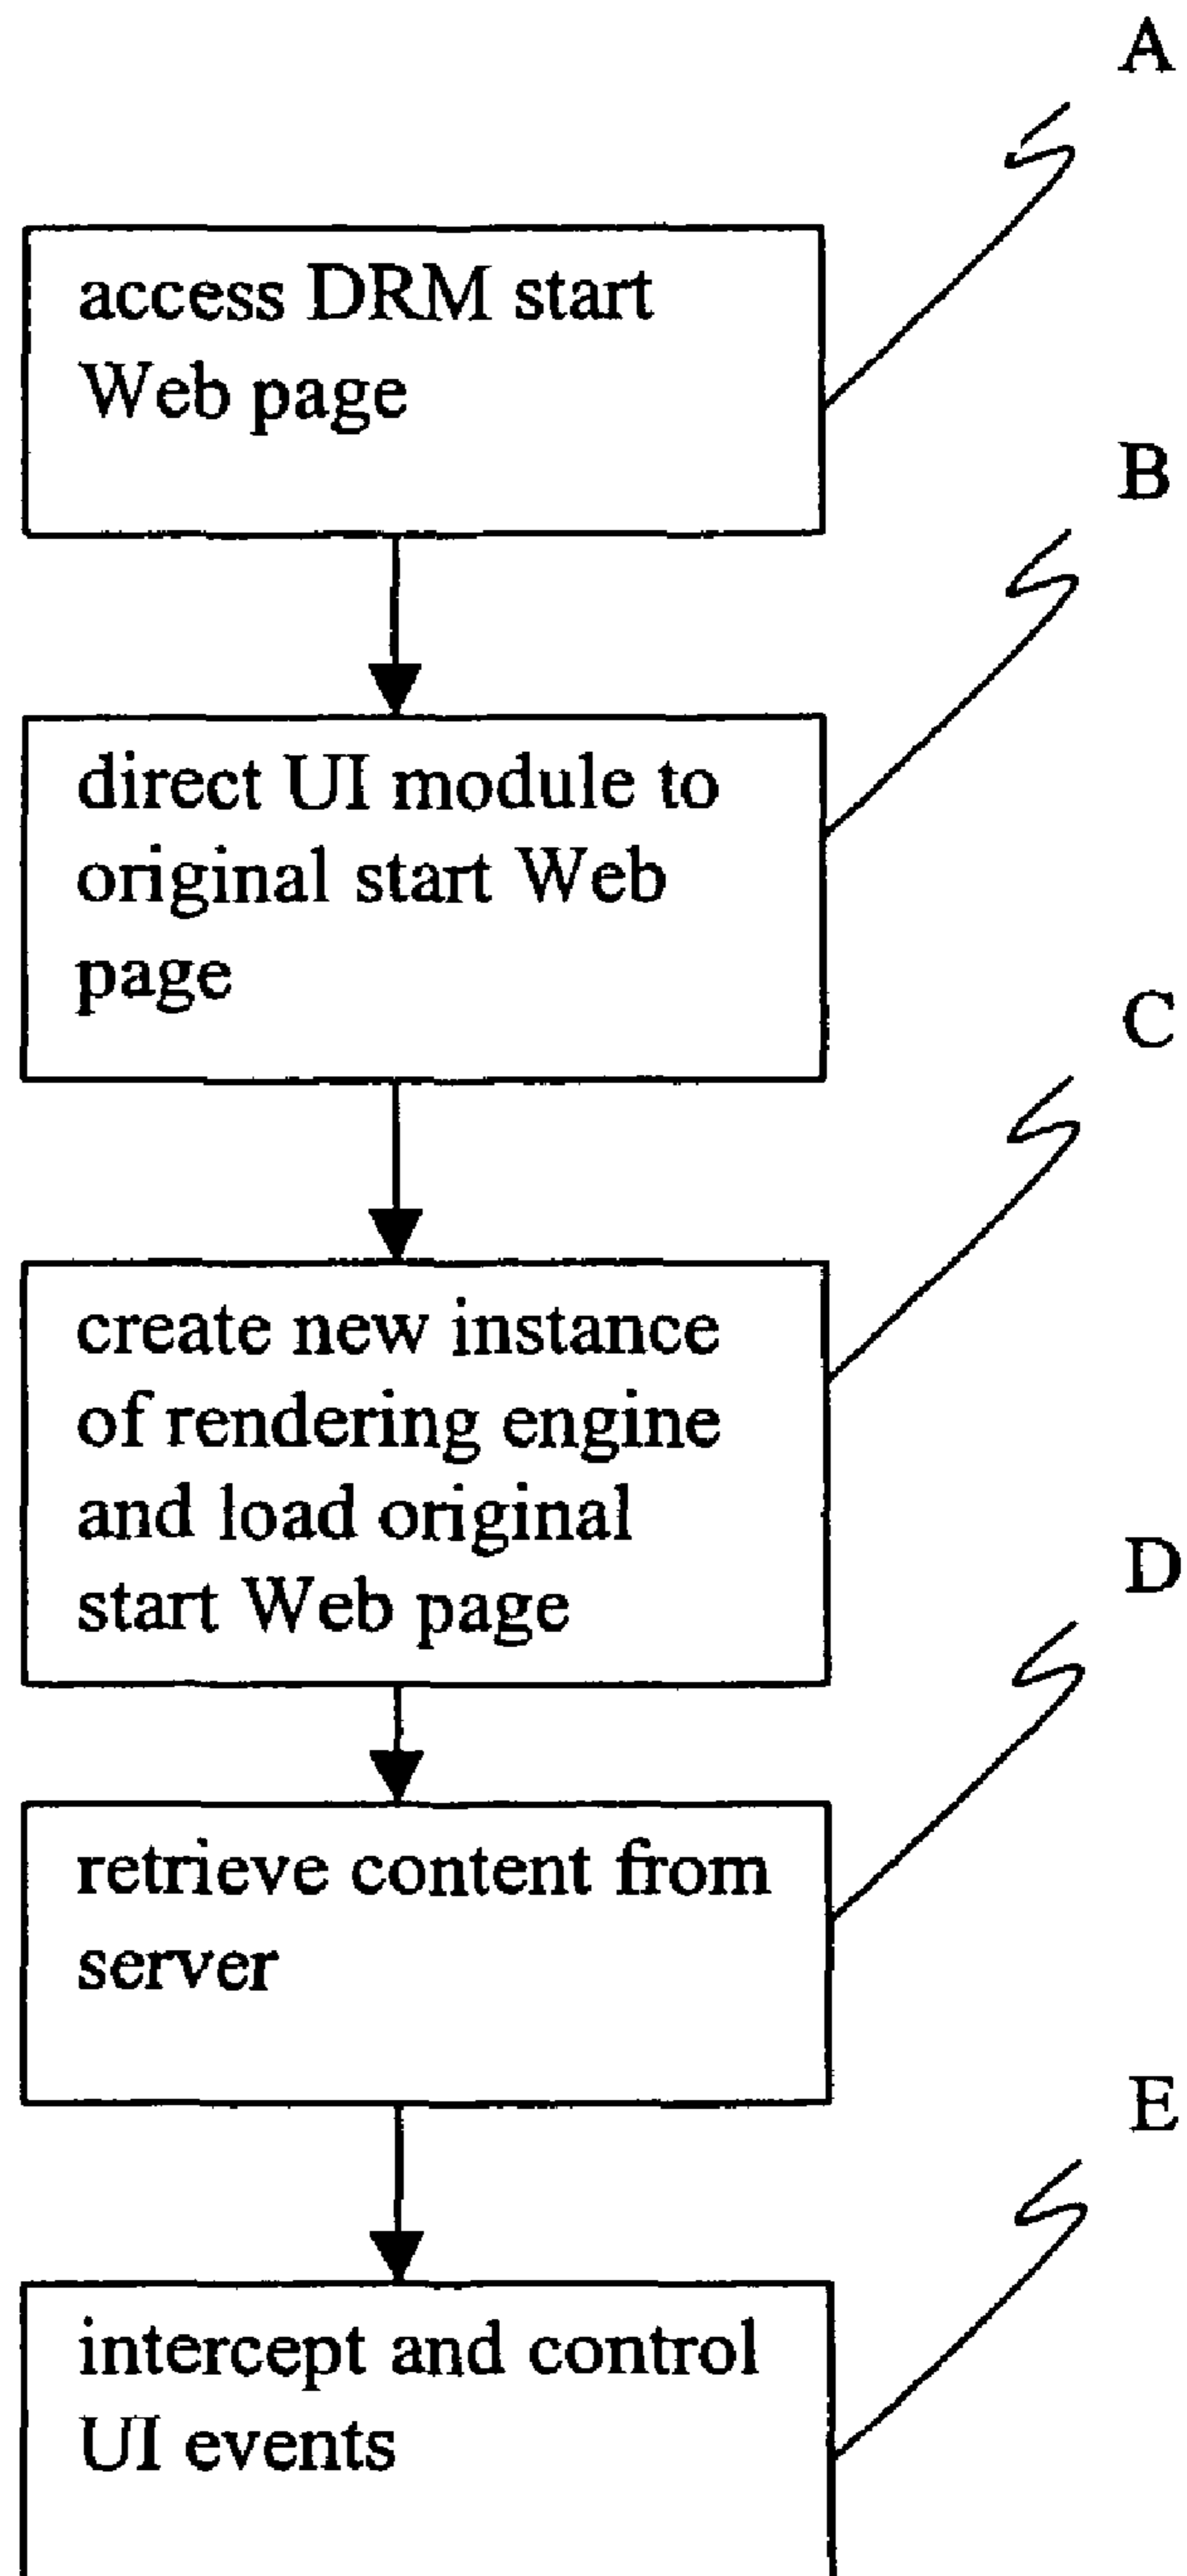 A
access DRM start
Web page
B
direct UI module to
original start Web
page
C
create new instance
of rendering engine
and load original
start Web page
D
retrieve content from
server
E
intercept and control
UI events